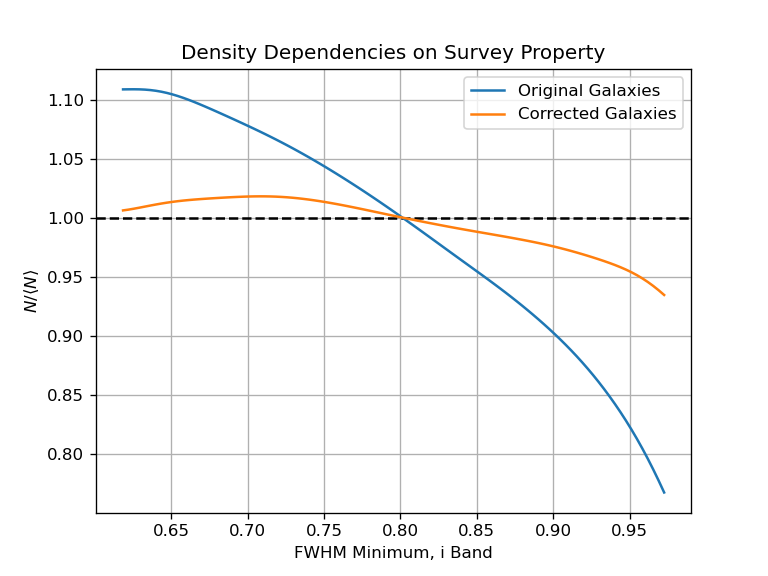 Density Dependencies on Survey Property
Original Galaxies
Corrected Galaxies
N/⟨N⟩
1.10
1.05
1.00
0.95
0.90
0.85
0.80
0.65 0.70 0.75 0.80 0.85 0.90 0.95
FWHM Minimum, i Band